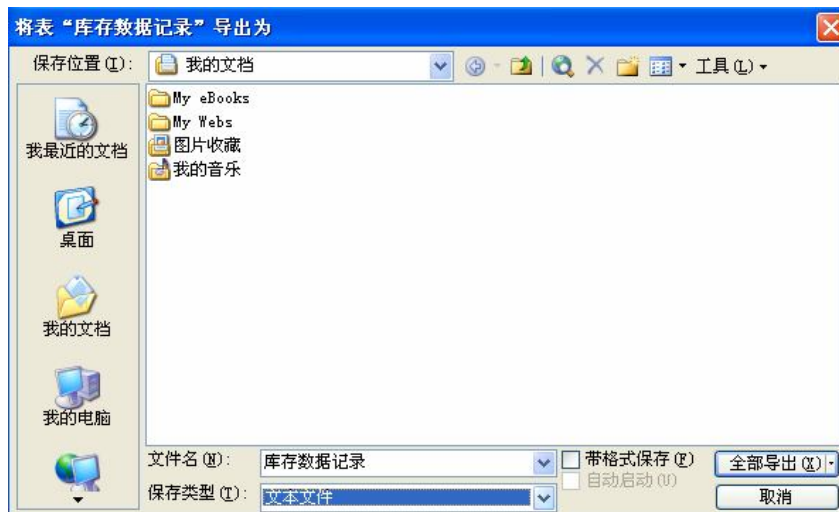 将表“库存数据记录”导出为
保存位置(I): 我的文档 工具(L)
My eBooks
My Webs
图片收藏
我的音乐
我最近的文档
桌面
我的文档
我的电脑
文件名(N): 库存数据记录 带格式保存(F) 全部导出(X)
保存类型(T): 文本文件 自动启动(U) 取消